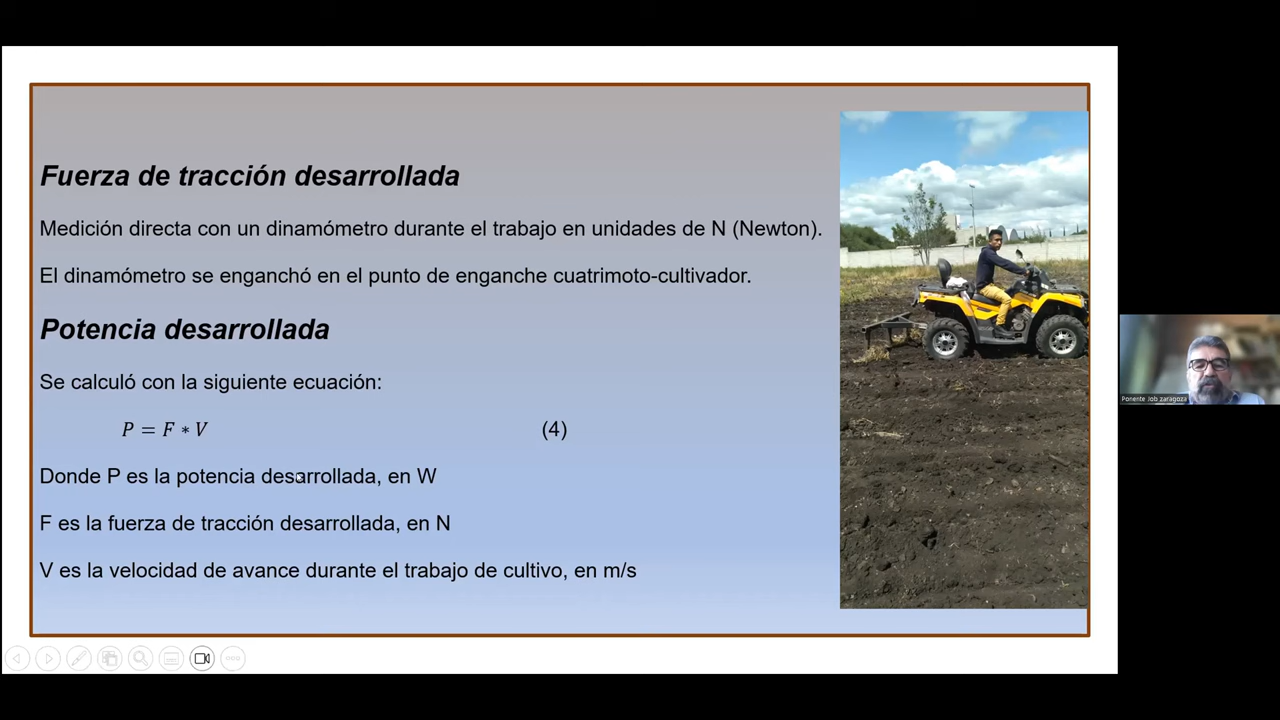 Fuerza de tracción desarrollada
Medición directa con un dinamómetro durante el trabajo en unidades de N (Newton).
El dinamómetro se enganchó en el punto de enganche cuatrimoto-cultivador.
Potencia desarrollada
Se calculó con la siguiente ecuación:
P = F ∗ V (4)
Donde P es la potencia desarrollada, en W
F es la fuerza de tracción desarrollada, en N
V es la velocidad de avance durante el trabajo de cultivo, en m/s
Ponente Job zaragoza